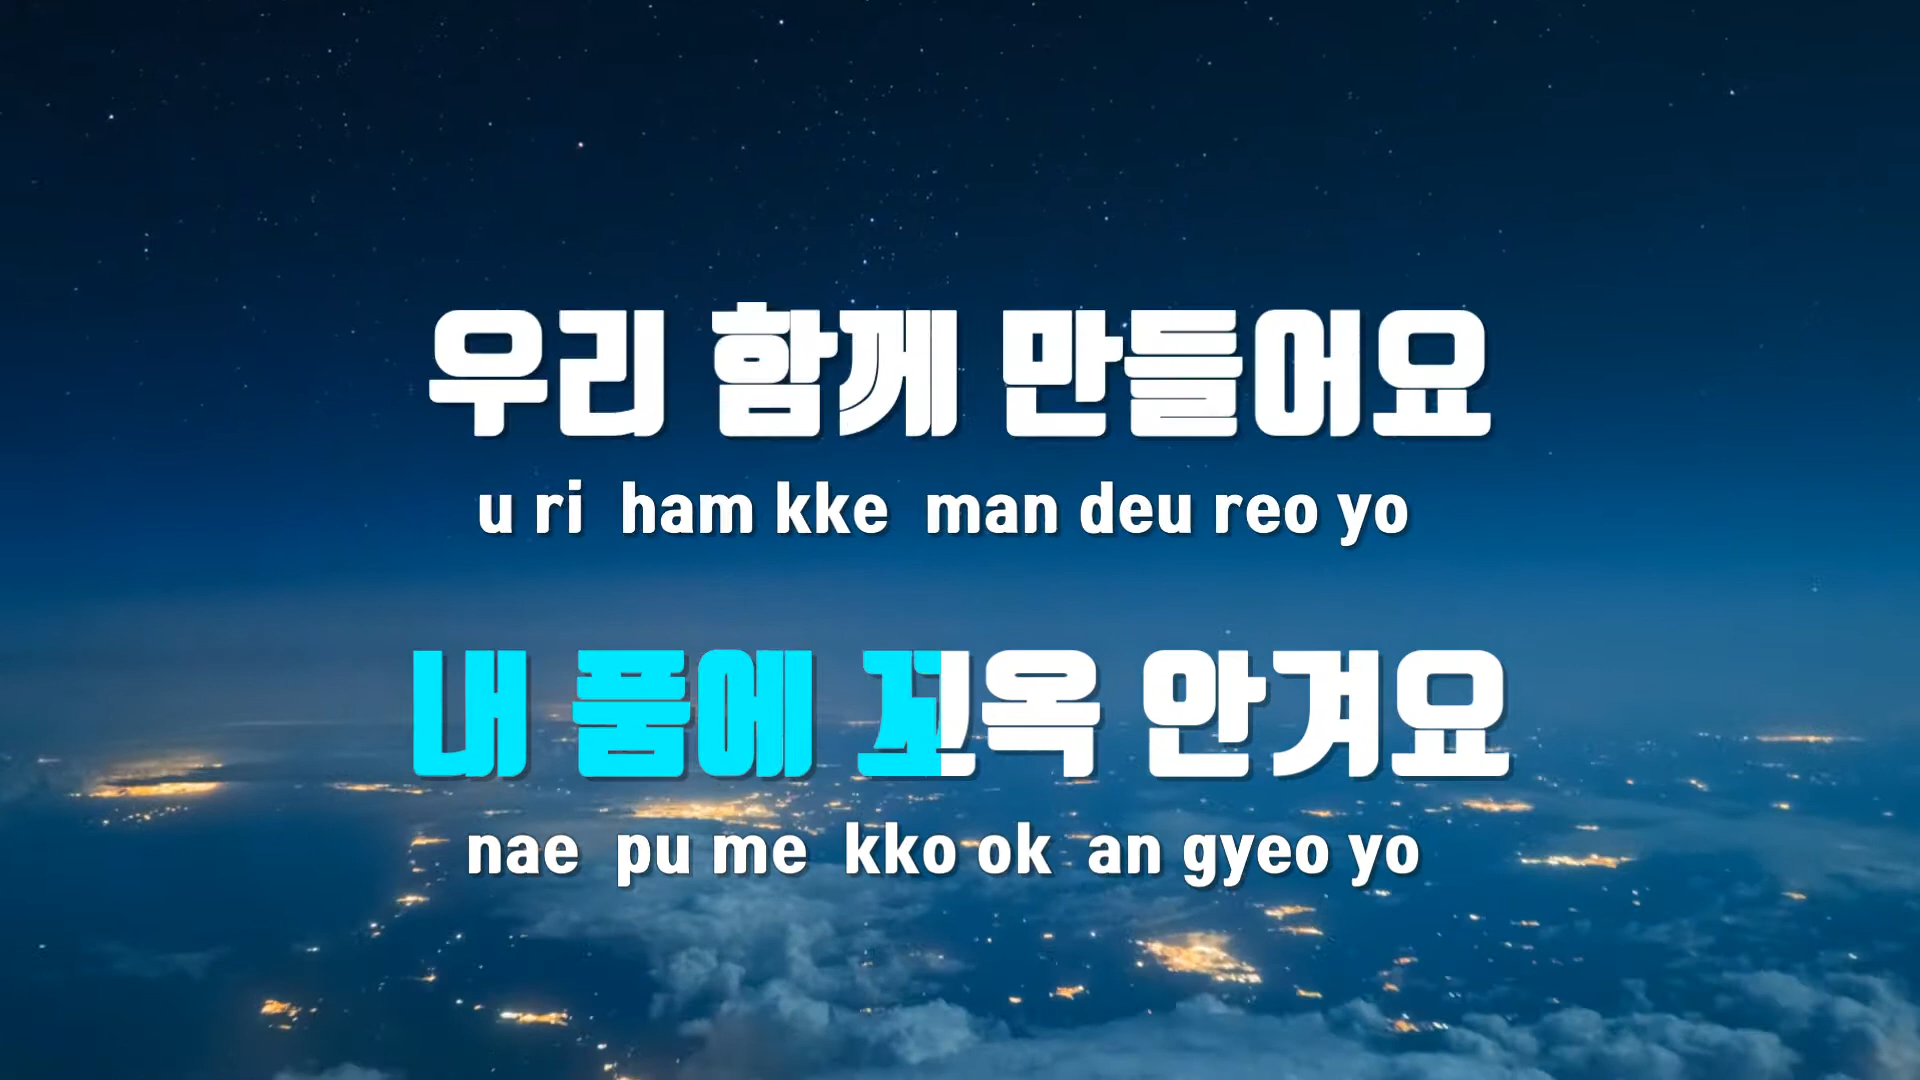 우리 함께 만들어요
u ri ham kke man deu reo yo
내 품에 꼬옥 안겨요
nae pu me kko ok an gyeo yo